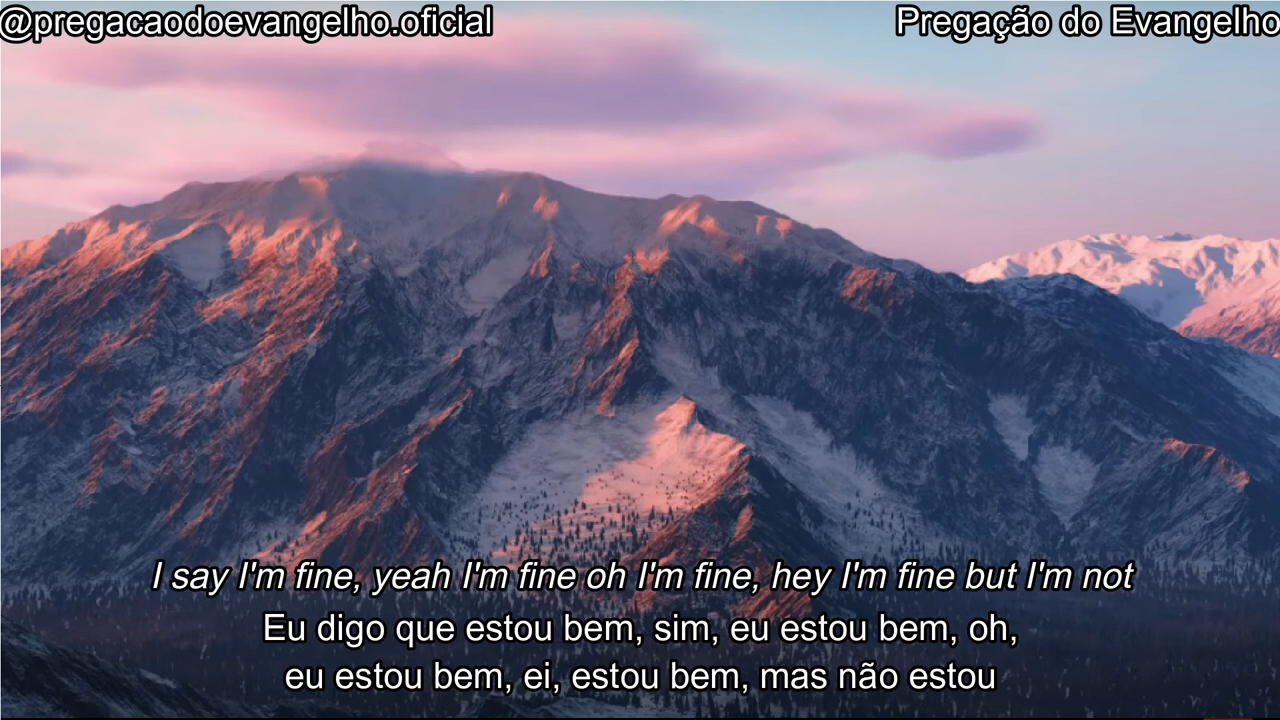 @pregacaodoevangelho.oficial
Pregação do Evangelho
I say I'm fine, yeah I'm fine oh I'm fine, hey I'm fine but I'm not
Eu digo que estou bem, sim, eu estou bem, oh,
eu estou bem, ei, estou bem, mas não estou